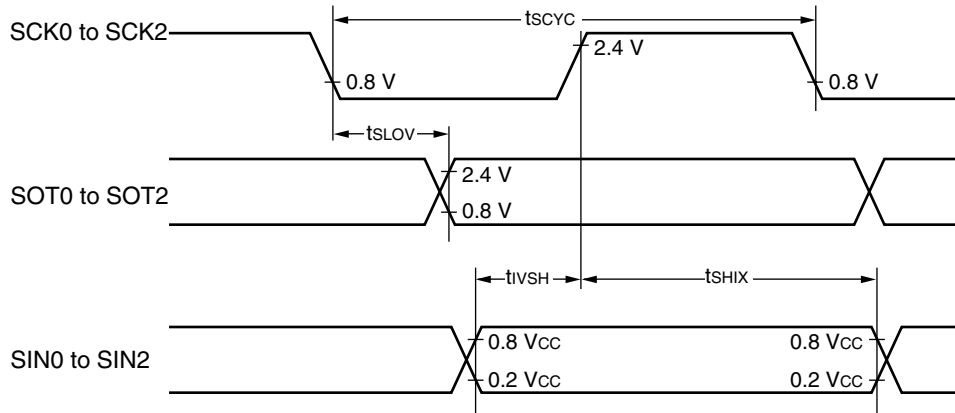 tSCYC
SCK0 to SCK2
2.4 V
0.8 V
0.8 V
tSLOV
SOT0 to SOT2
2.4 V
0.8 V
tIVSH
tSHIX
SIN0 to SIN2
0.8 VCC
0.8 VCC
0.2 VCC
0.2 VCC